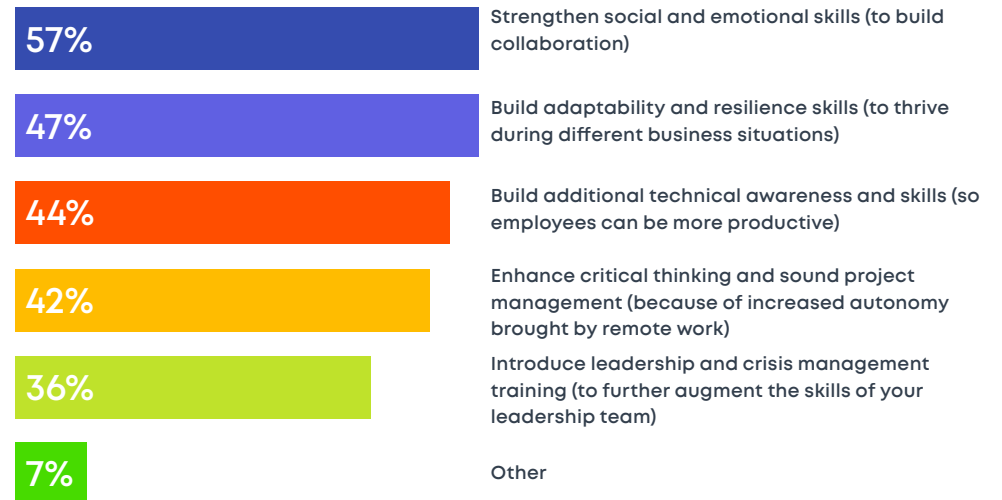 57%
Strengthen social and emotional skills (to build
collaboration)
47%
Build adaptability and resilience skills (to thrive
during different business situations)
44%
Build additional technical awareness and skills (so
employees can be more productive)
42%
Enhance critical thinking and sound project
management (because of increased autonomy
brought by remote work)
36%
Introduce leadership and crisis management
training (to further augment the skills of your
leadership team)
7%
Other